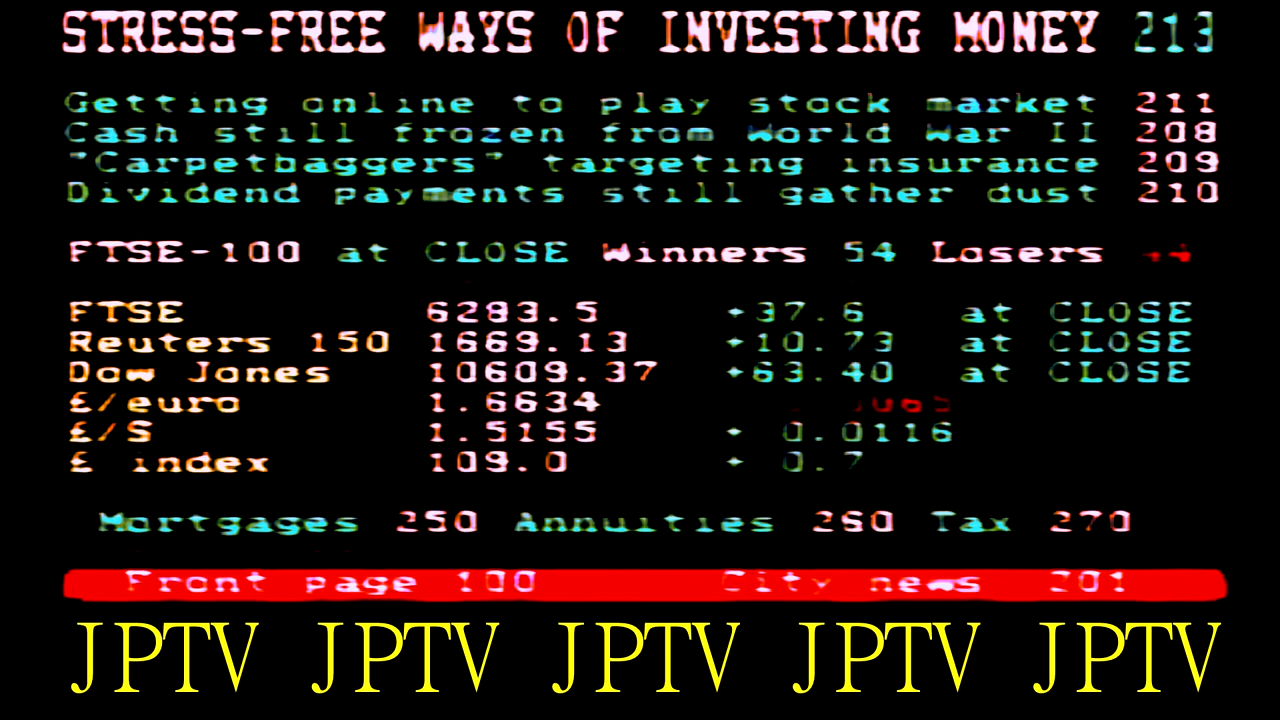 STRESS-FREE WAYS OF INVESTING MONEY 213
Getting online to play stock market 211
Cash still frozen from World War II 208
"Carpetbaggers" targeting insurance 209
Dividend payments still gather dust 210
FTSE-100 at CLOSE Winners 54 Losers
FTSE 6283.5 +37.6 at CLOSE
Reuters 150 1669.13 +10.73 at CLOSE
Dow Jones 10609.37 +63.40 at CLOSE
£/euro 1.6634
£/$ 1.5155 + 0.0116
£ index 109.0 + 0.7
Mortgages 250 Annuities 260 Tax 270
Front page 100 City news 201
JPTV JPTV JPTV JPTV JPTV